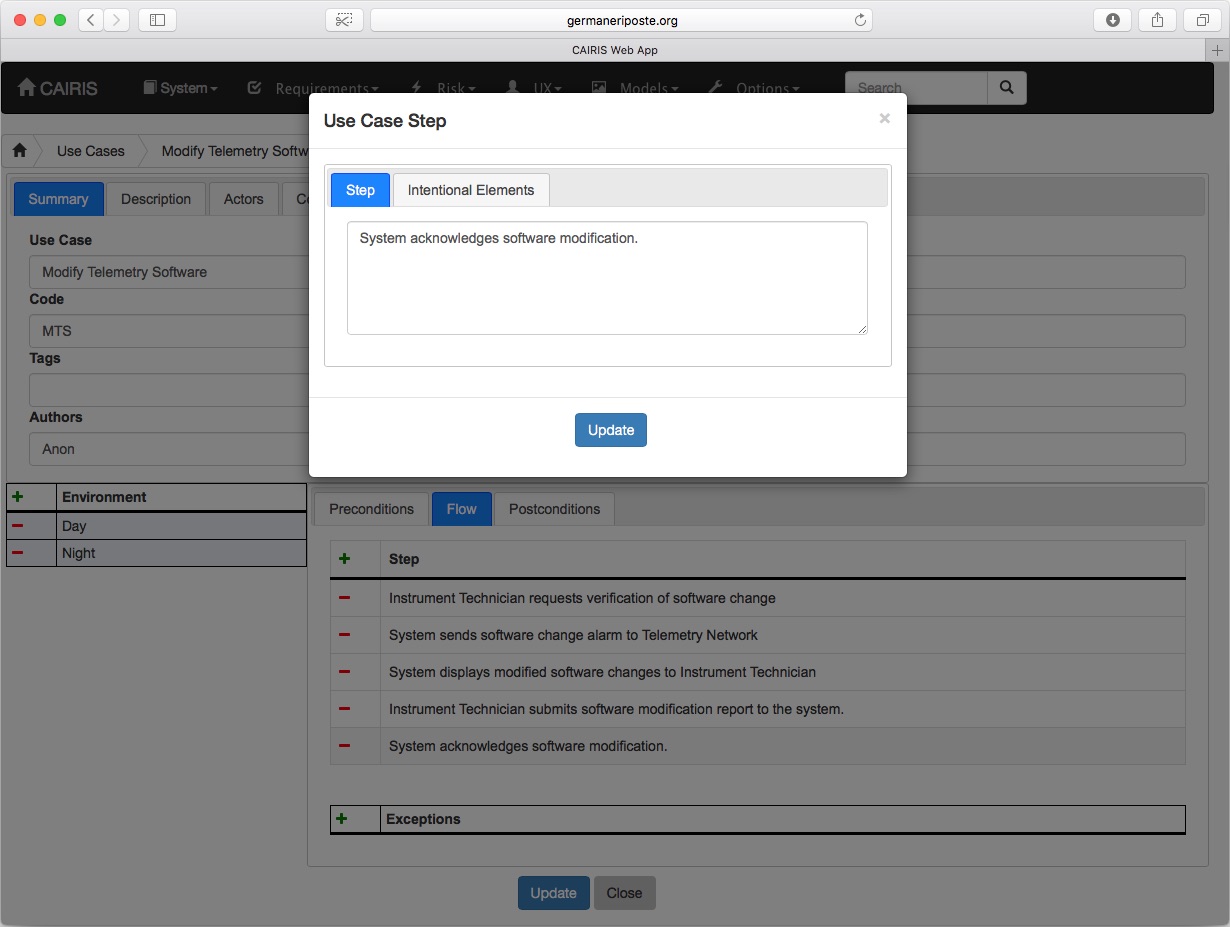 germaneriposte.org
CAIRIS Web App
CAIRIS System Requirements Risk UX Models Options Search
Use Case Step ×
Use Cases Modify Telemetry Softw
Step Intentional Elements
Summary Description Actors
System acknowledges software modification.
Use Case
Modify Telemetry Software
Code
MTS
Tags
Authors
Update
Anon
Environment
Day
Night
Preconditions Flow Postconditions
Step
Instrument Technician requests verification of software change
System sends software change alarm to Telemetry Network
System displays modified software changes to Instrument Technician
Instrument Technician submits software modification report to the system.
System acknowledges software modification.
Exceptions
Update Close